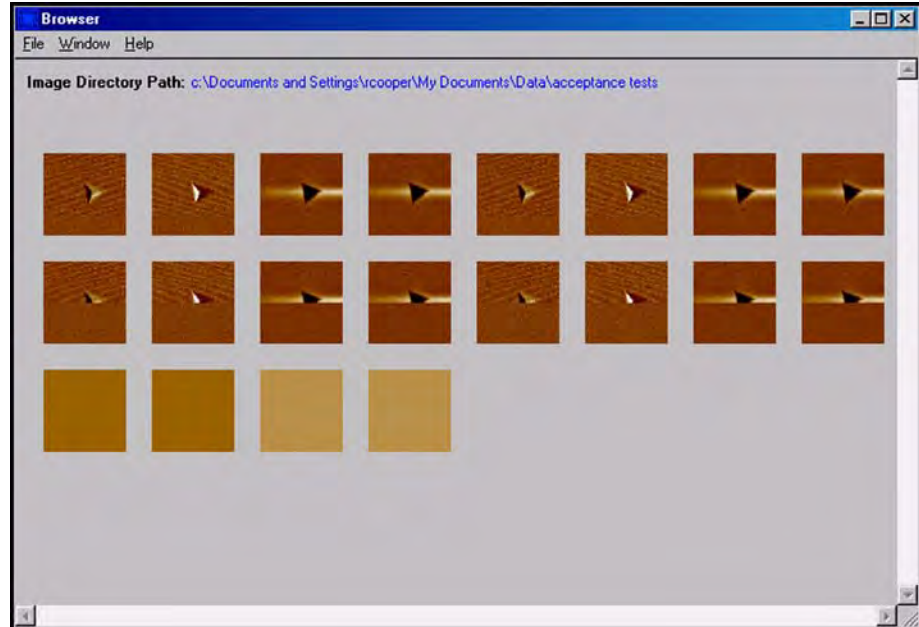 Browser
File Window Help
Image Directory Path: c:\Documents and Settings\rcooper\My Documents\Data\acceptance tests